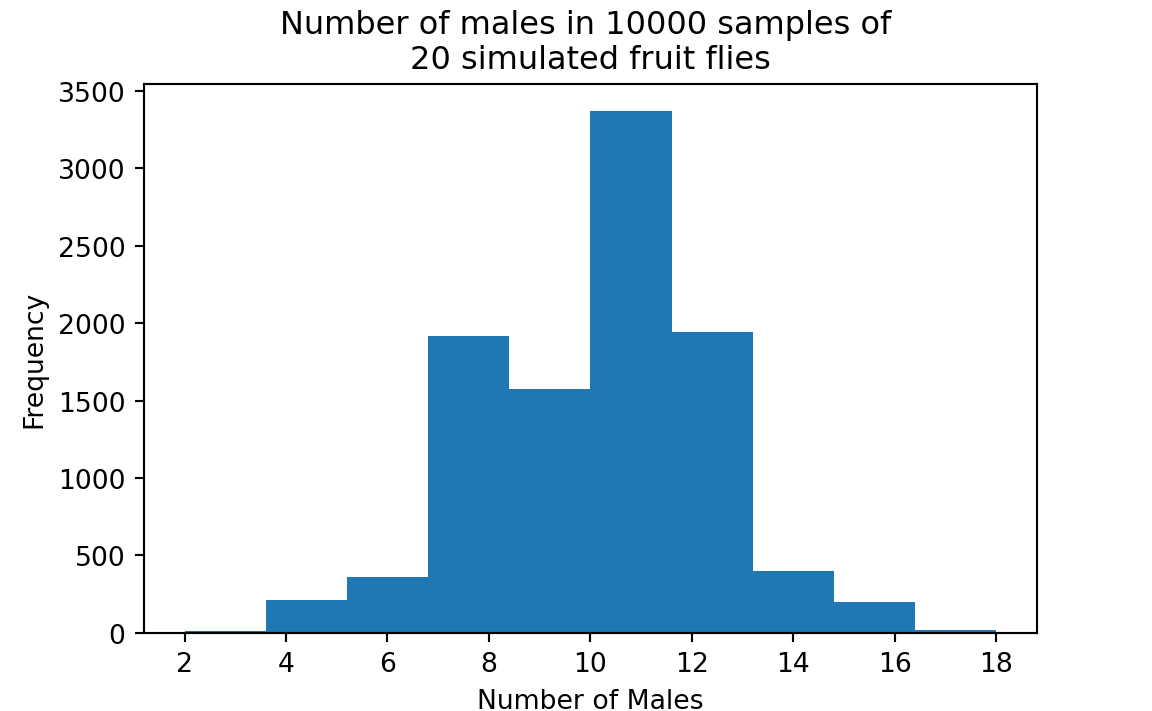 Number of males in 10000 samples of
20 simulated fruit flies
3500
3000
2500
2000
1500
1000
500
0
Frequency
2 4 6 8 10 12 14 16 18
Number of Males